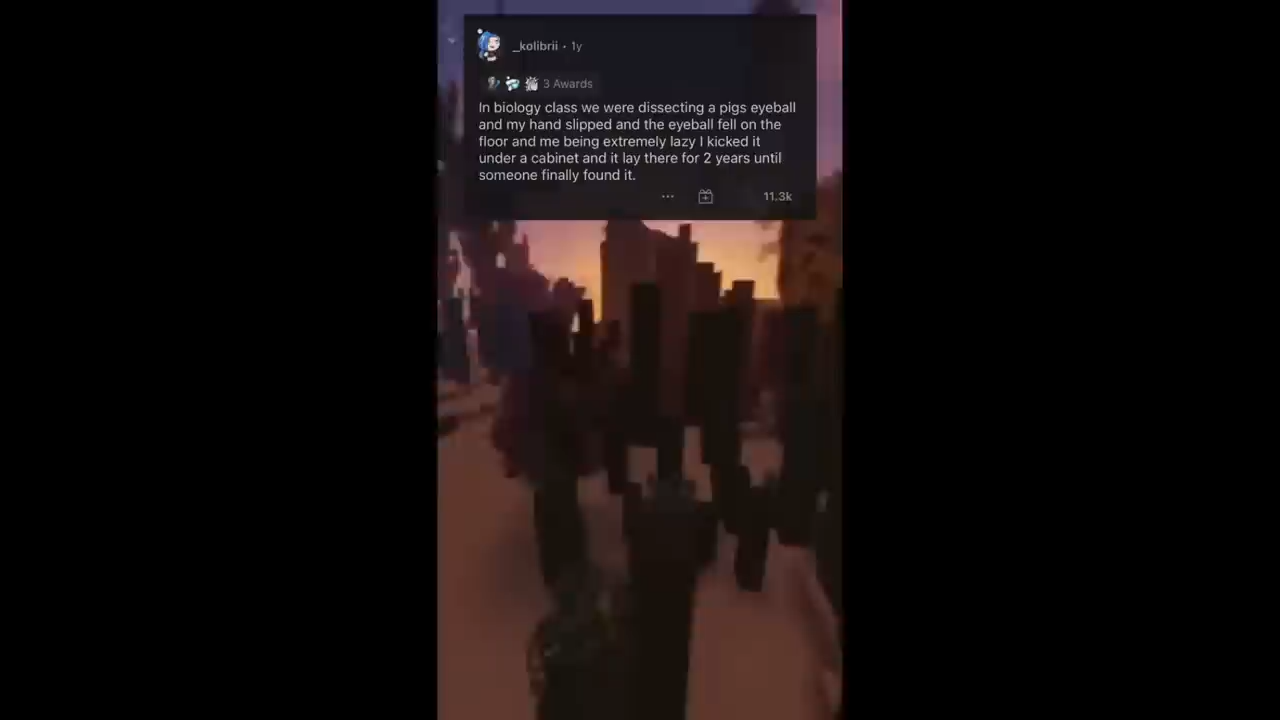 _kølibrii · 1y
3 Awards
In biology class we were dissecting a pigs eyeball
and my hand slipped and the eyeball fell on the
floor and me being extremely lazy I kicked it
under a cabinet and it lay there for 2 years until
someone finally found it.
11.3k